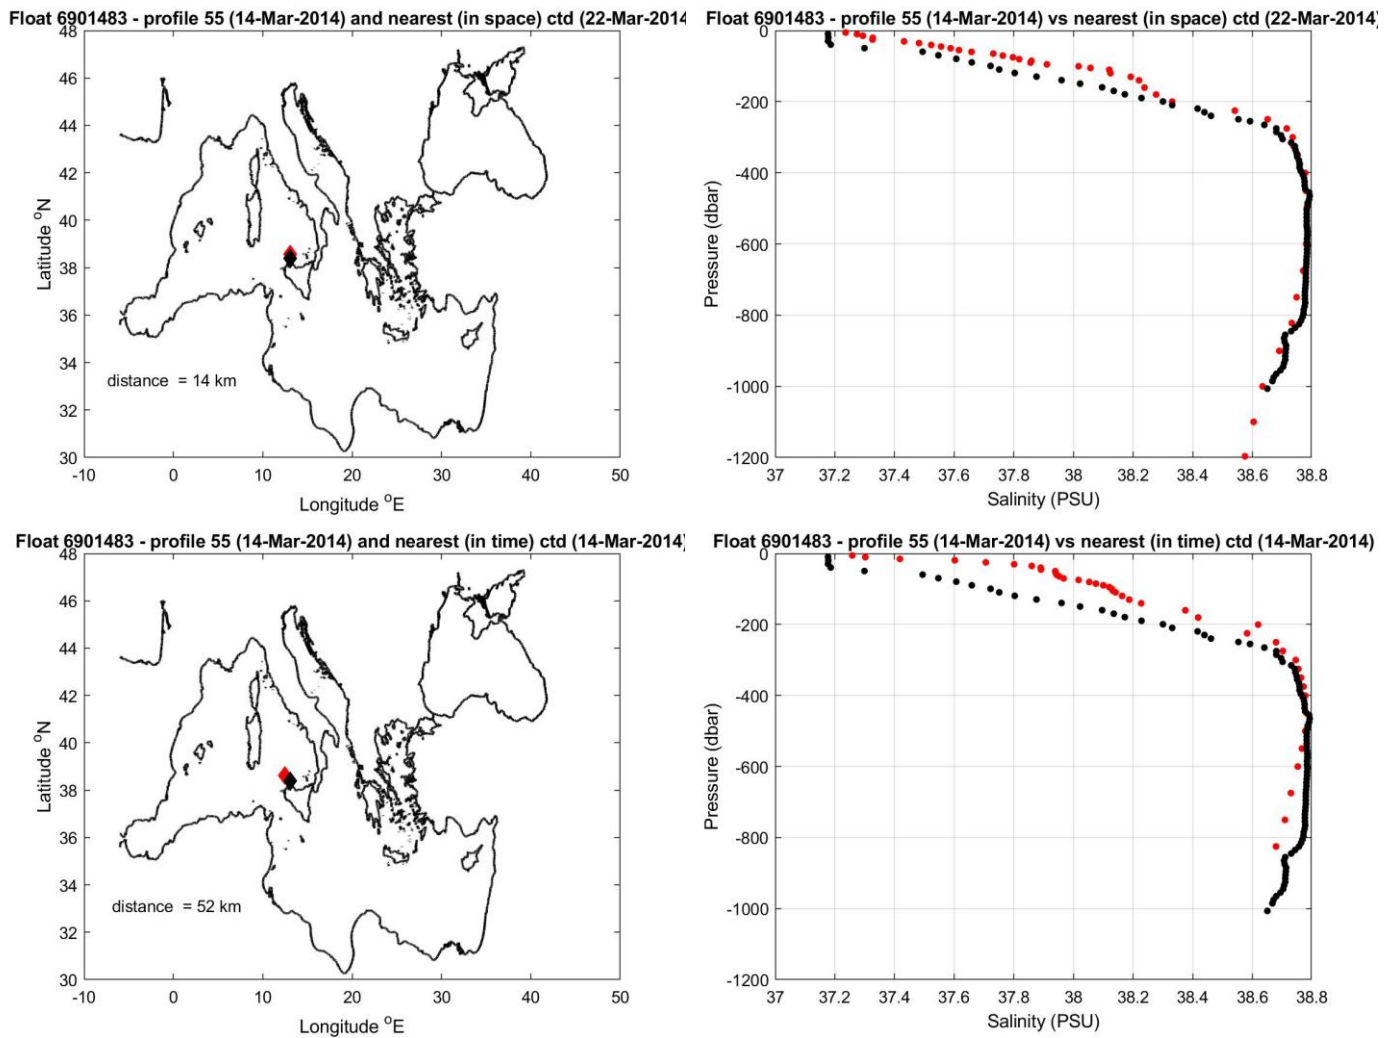 Float 6901483 - profile 55 (14-Mar-2014) and nearest (in space) ctd (22-Mar-2014
48
46
44
42
40
38
36
34
32
30
-10 0 10 20 30 40 50
Latitude °N
Longitude °E
distance = 14 km
Float 6901483 - profile 55 (14-Mar-2014) vs nearest (in space) ctd (22-Mar-2014)
0
-200
-400
-600
-800
-1000
-1200
37 37.2 37.4 37.6 37.8 38 38.2 38.4 38.6 38.8
Pressure (dbar)
Salinity (PSU)
Float 6901483 - profile 55 (14-Mar-2014) and nearest (in time) ctd (14-Mar-2014)
48
46
44
42
40
38
36
34
32
30
-10 0 10 20 30 40 50
Latitude °N
Longitude °E
distance = 52 km
Float 6901483 - profile 55 (14-Mar-2014) vs nearest (in time) ctd (14-Mar-2014)
0
-200
-400
-600
-800
-1000
-1200
37 37.2 37.4 37.6 37.8 38 38.2 38.4 38.6 38.8
Pressure (dbar)
Salinity (PSU)